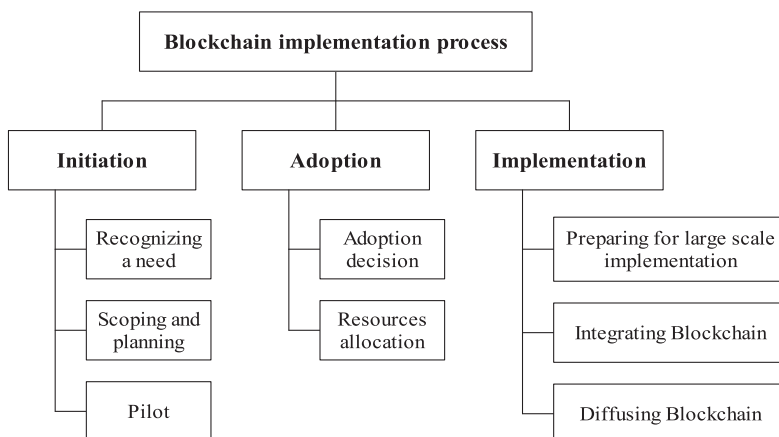 Blockchain implementation process
Initiation
Adoption
Implementation
Recognizing
a need
Scoping and
planning
Pilot
Adoption
decision
Resources
allocation
Preparing for large scale
implementation
Integrating Blockchain
Diffusing Blockchain